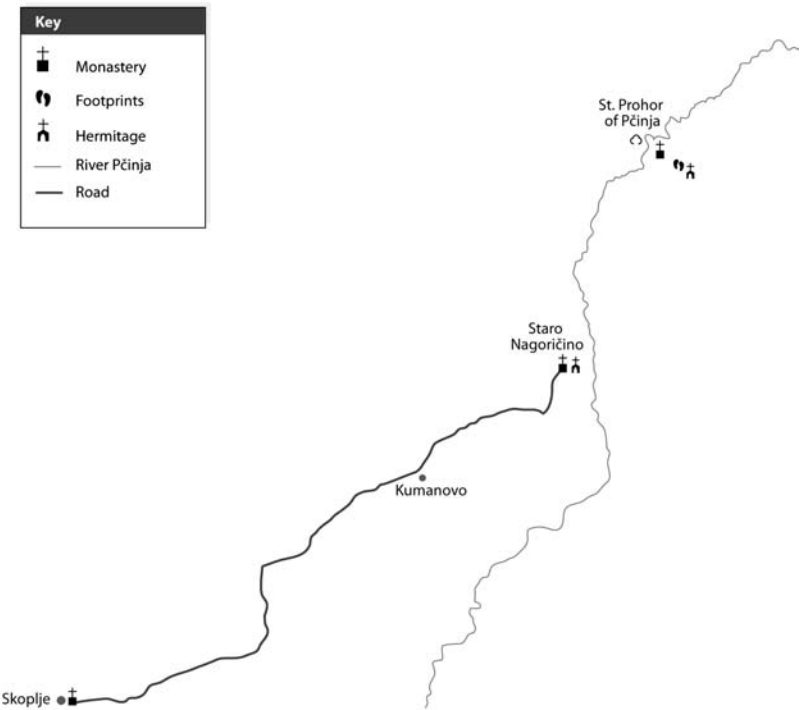 Key
Monastery
Footprints
Hermitage
River Pčinja
Road
St. Prohor
of Pčinja
Staro
Nagoričino
Kumanovo
Skoplje